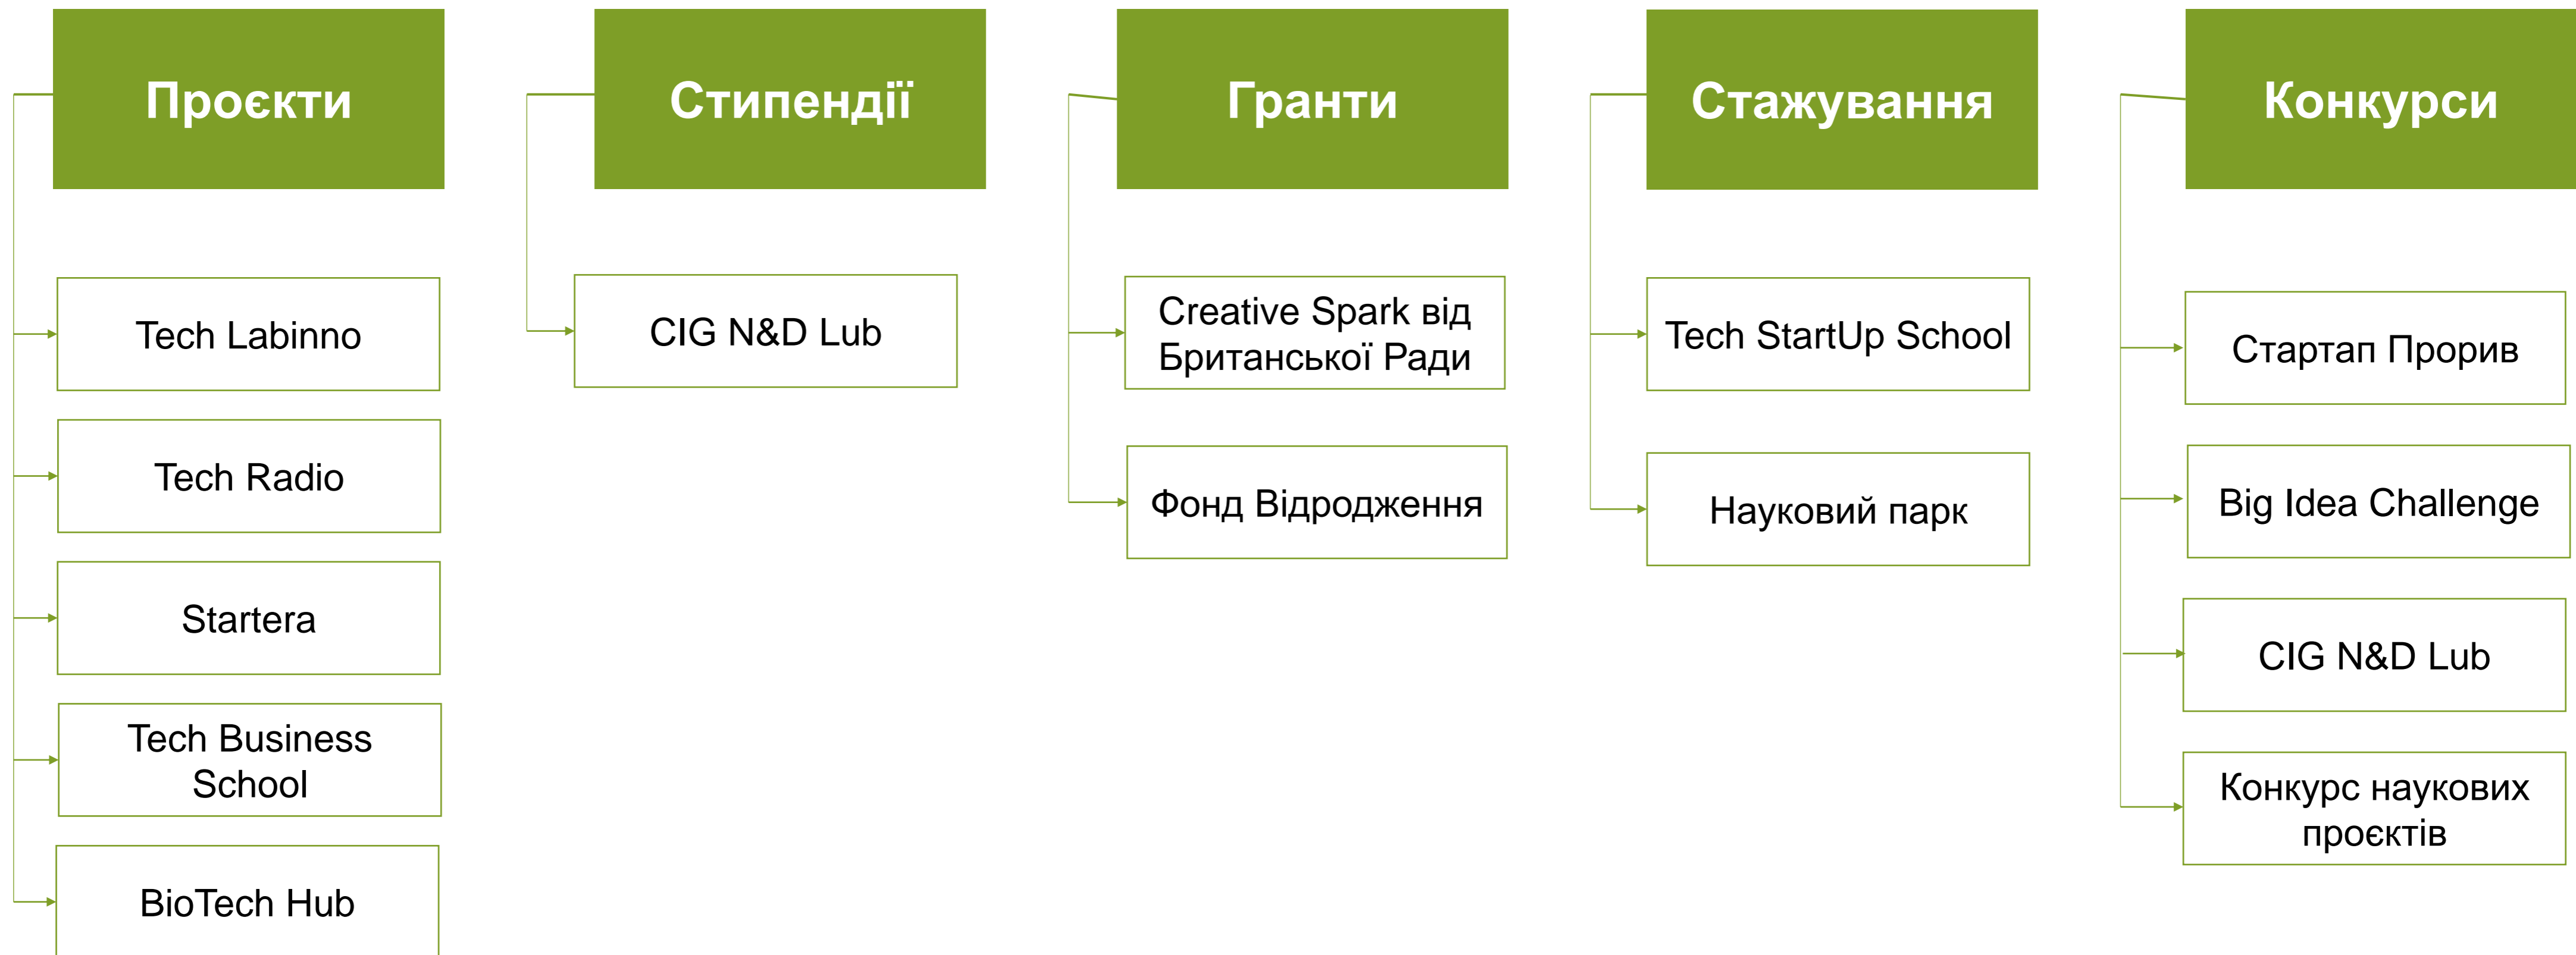 Проєкти
Tech Labinno
Tech Radio
Startera
Tech Business
School
BioTech Hub
Стипендії
CIG N&D Lub
Гранти
Creative Spark від
Британської Ради
Фонд Відродження
Стажування
Tech StartUp School
Науковий парк
Конкурси
Стартап Прорив
Big Idea Challenge
CIG N&D Lub
Конкурс наукових
проєктів